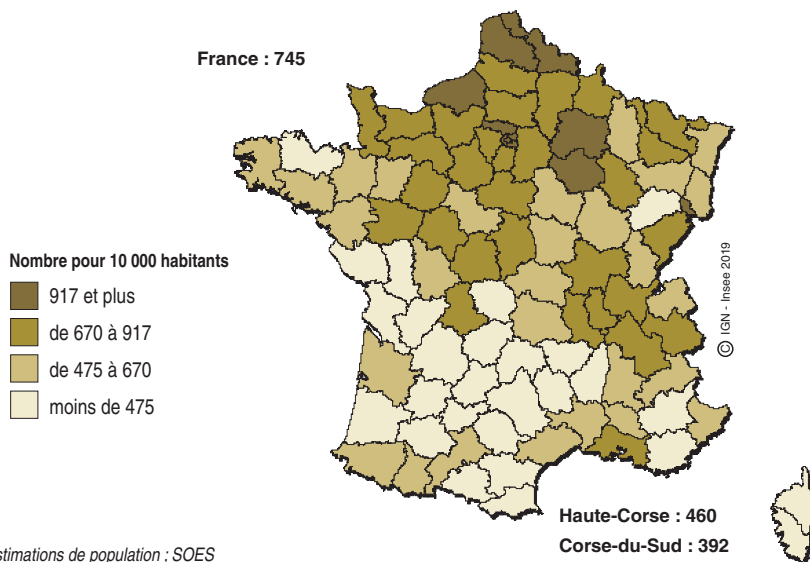 France : 745
Nombre pour 10 000 habitants
917 et plus
de 670 à 917
de 475 à 670
moins de 475
© IGN - Insee 2019
Haute-Corse : 460
Corse-du-Sud : 392
stimations de population ; SOES